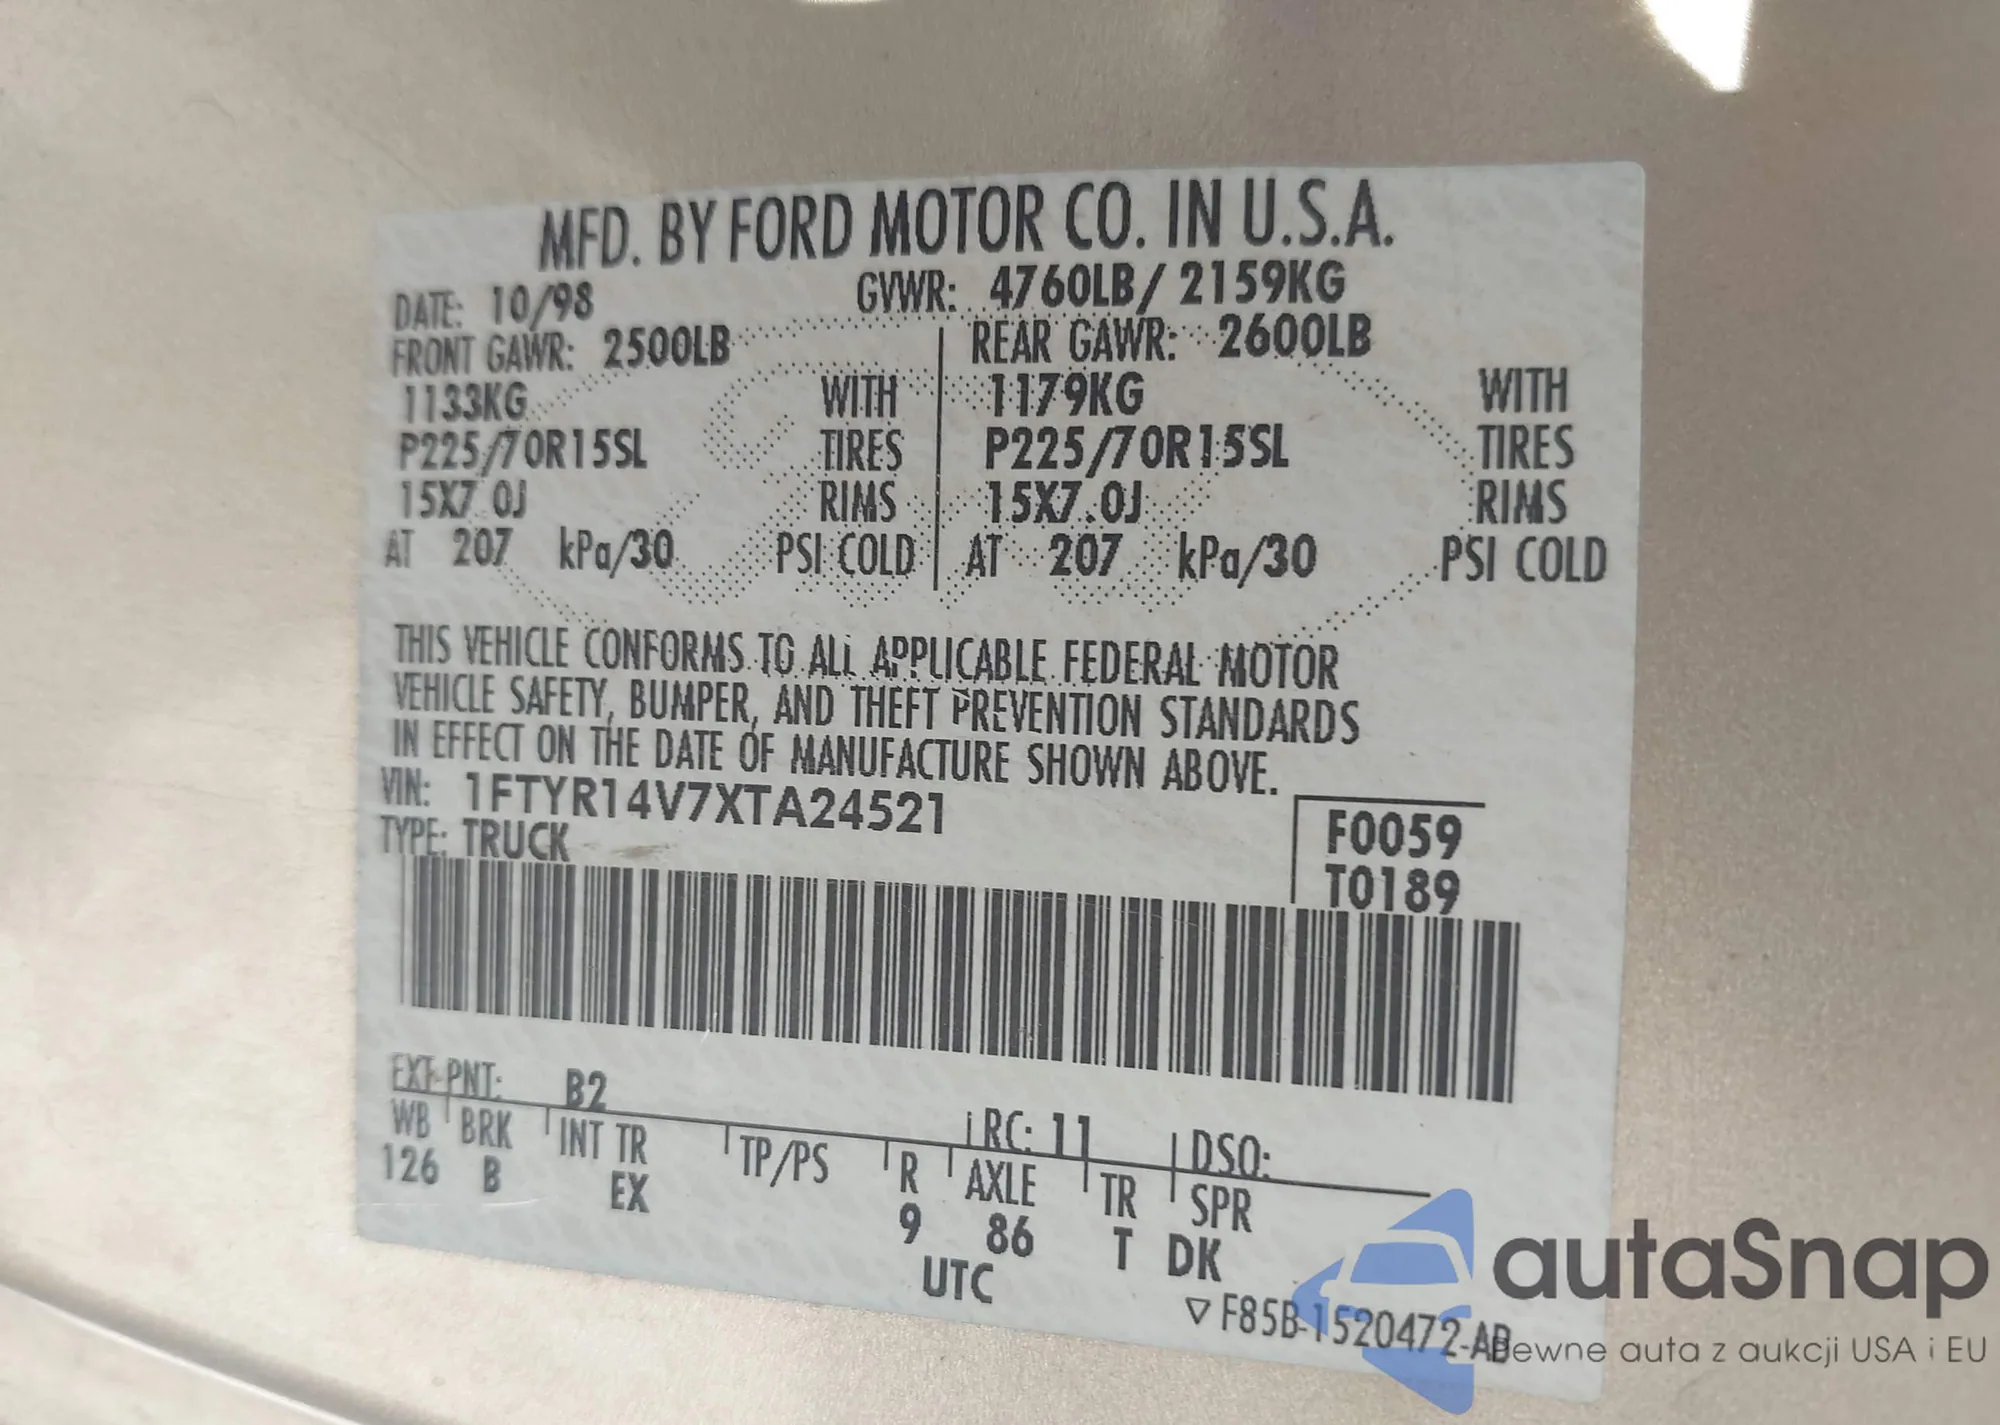 MFD. BY FORD MOTOR CO. IN U.S.A.
DATE: 10/98 GVWR: 4760LB/ 2159KG
FRONT GAWR: 2500LB REAR GAWR: 2600LB
1133KG WITH 1179KG WITH
P225/70R15SL TIRES P225/70R15SL TIRES
15X7.0J RIMS 15X7.0J RIMS
AT 207 kPa/30 PSI COLD AT 207 kPa/30 PSI COLD
THIS VEHICLE CONFORMS TO ALL APPLICABLE FEDERAL MOTOR
VEHICLE SAFETY, BUMPER, AND THEFT PREVENTION STANDARDS
IN EFFECT ON THE DATE OF MANUFACTURE SHOWN ABOVE.
VIN: 1FTYR14V7XTA24521
F0059
TYPE: TRUCK
T0189
EXT PNT: B2 RC: 11 DSO:
WB BRK INT TR TP/PS R AXLE TR SPR
126 B EX 9 86 T DK
UTC
▽ F85B-1520472-AB
autaSnap
Pewne auta z aukcji USA i EU